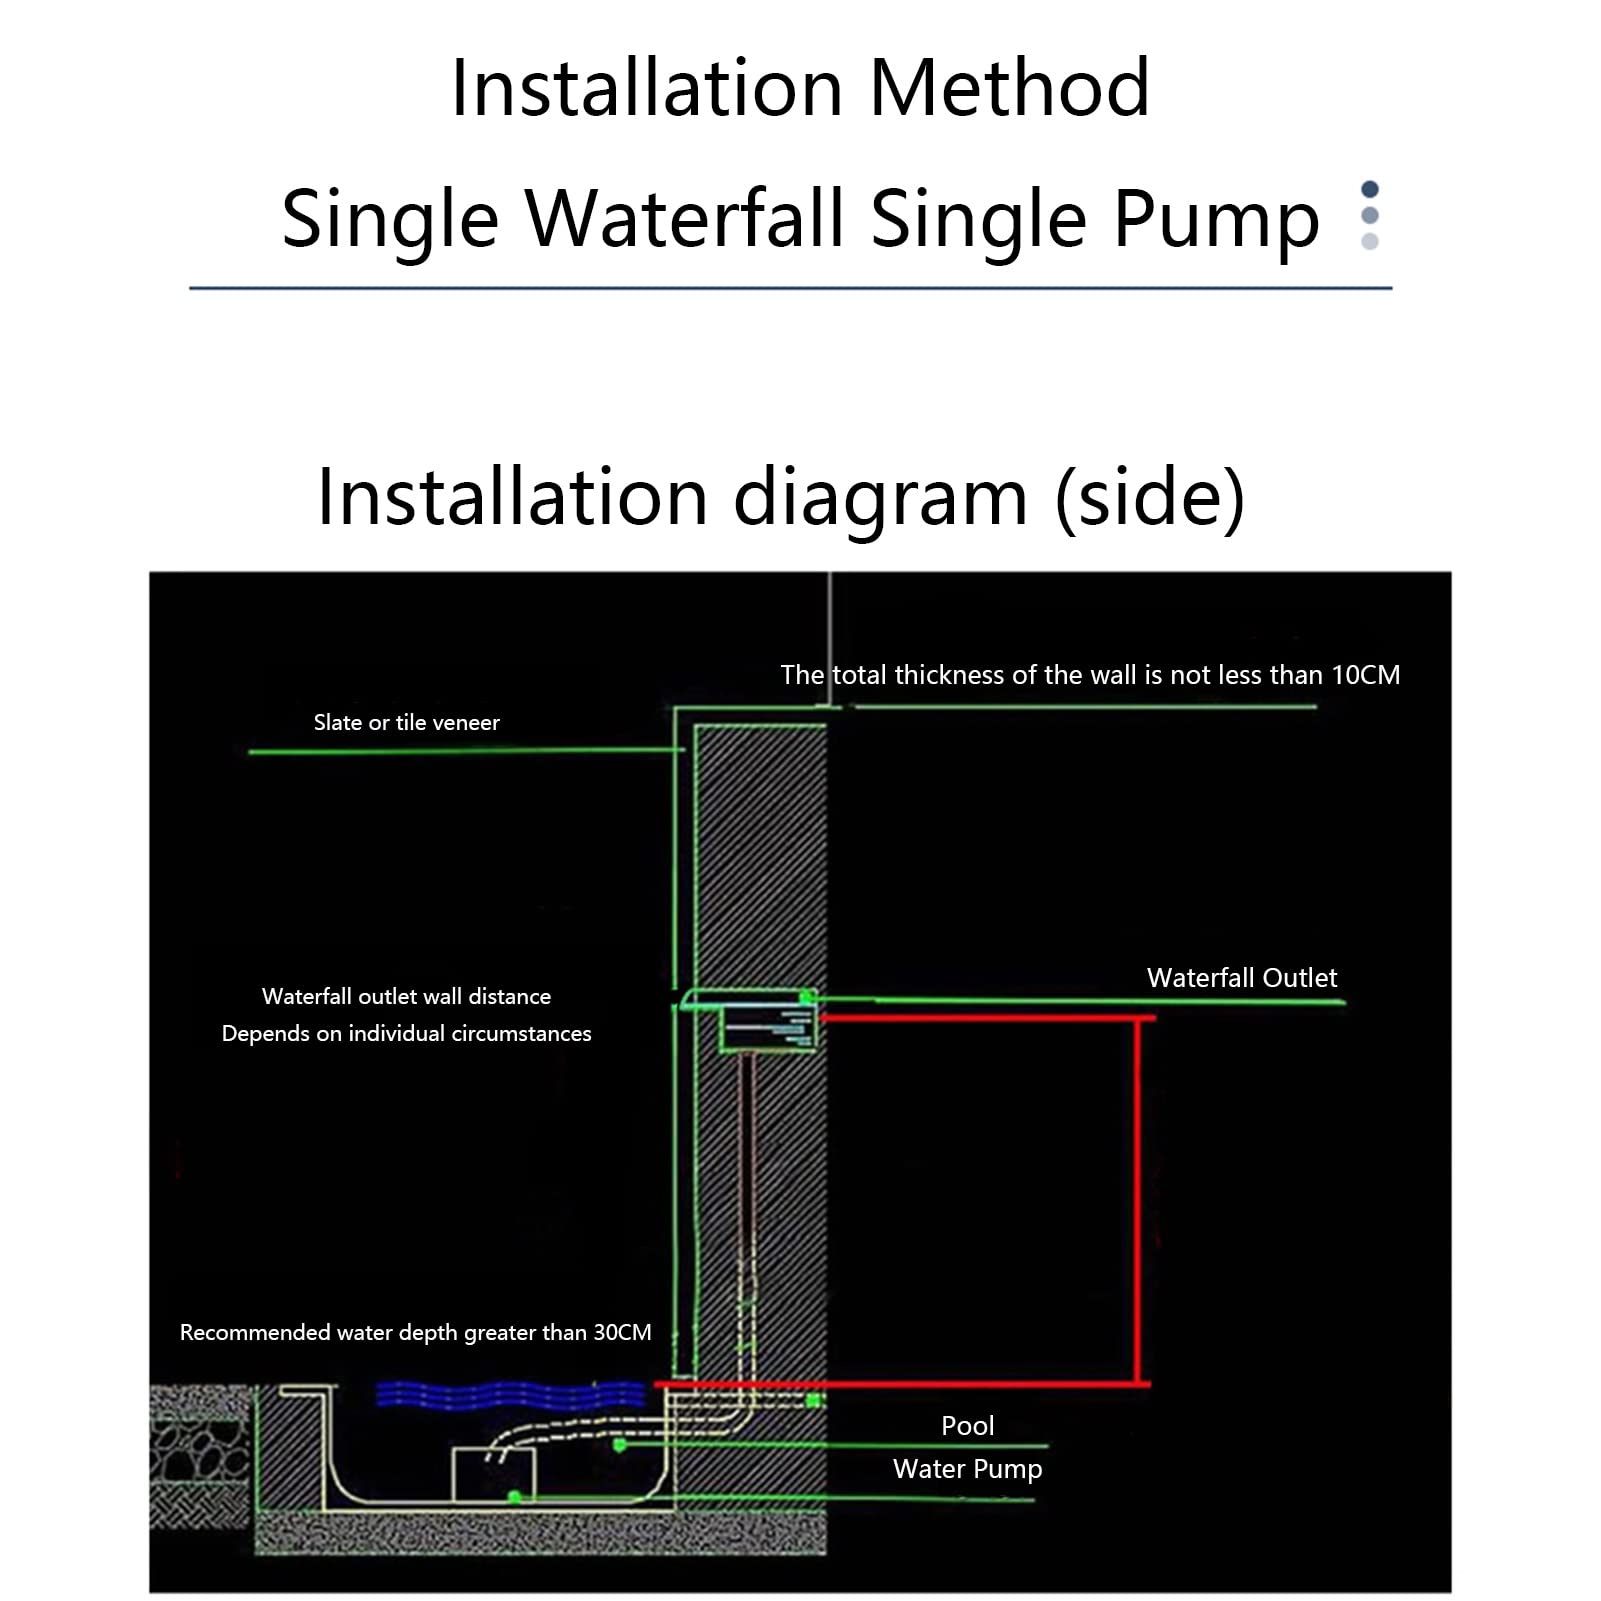 Installation Method
Single Waterfall Single Pump
Installation diagram (side)
The total thickness of the wall is not less than 10CM
Slate or tile veneer
Waterfall Outlet
Waterfall outlet wall distance
Depends on individual circumstances
Recommended water depth greater than 30CM
Pool
Water Pump